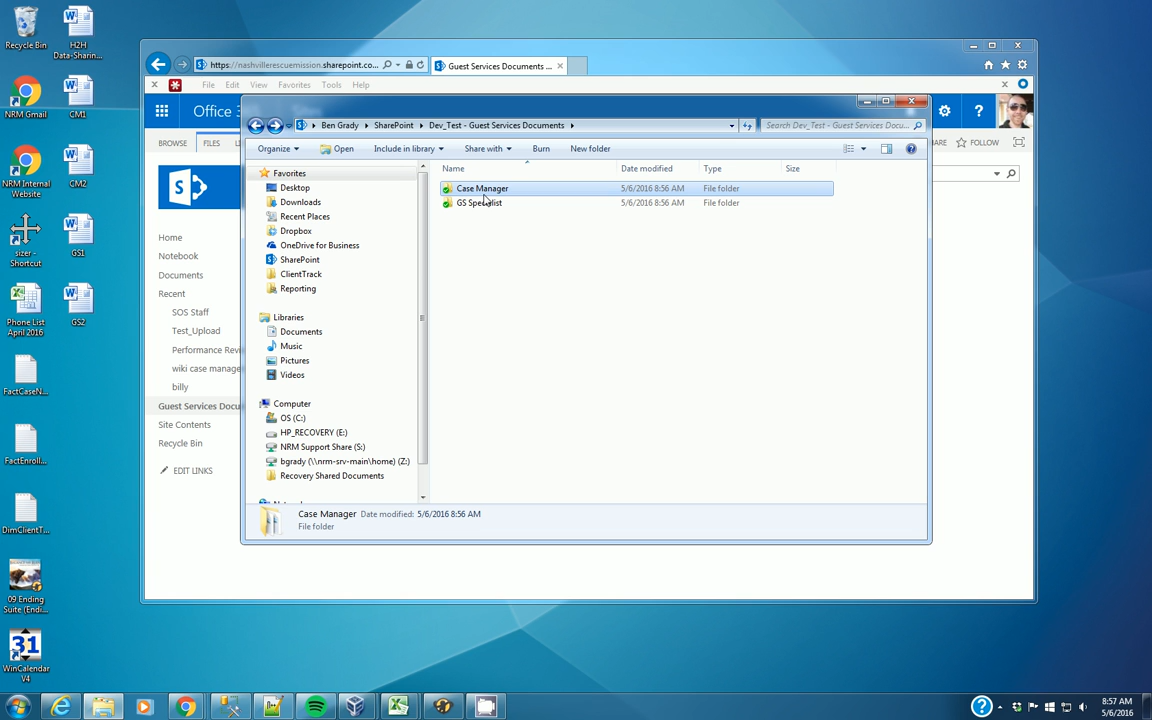 Recycle Bin
H2H
Data-Sharin...
NRM Gmail
CM1
NRM Internal
Website
CM2
sizer -
Shortcut
GS1
Phone List
April 2016
GS2
FactCaseN...
FactEnroll...
DimClientT...
09 Ending
Suite (Endi...
31
WinCalendar
V4
https://nashvillerescuemission.sharepoint.co...
Guest Services Documents ...
File Edit View Favorites Tools Help
Office 3
BROWSE FILES
ARE FOLLOW
Home
Notebook
Documents
Recent
SOS Staff
Test_Upload
Performance Revi
wiki case manage
billy
Guest Services Docu
Site Contents
Recycle Bin
EDIT LINKS
Ben Grady SharePoint Dev_Test - Guest Services Documents
Search Dev_Test - Guest Services Docu...
Organize Open Include in library Share with Burn New folder
Favorites
Desktop
Downloads
Recent Places
Dropbox
OneDrive for Business
SharePoint
ClientTrack
Reporting
Libraries
Documents
Music
Pictures
Videos
Computer
OS (C:)
HP_RECOVERY (E:)
NRM Support Share (S:)
bgrady (\\nrm-srv-main\home) (Z:)
Recovery Shared Documents
Name Date modified Type Size
Case Manager 5/6/2016 8:56 AM File folder
GS Specialist 5/6/2016 8:56 AM File folder
Case Manager Date modified: 5/6/2016 8:56 AM
File folder
8:57 AM
5/6/2016